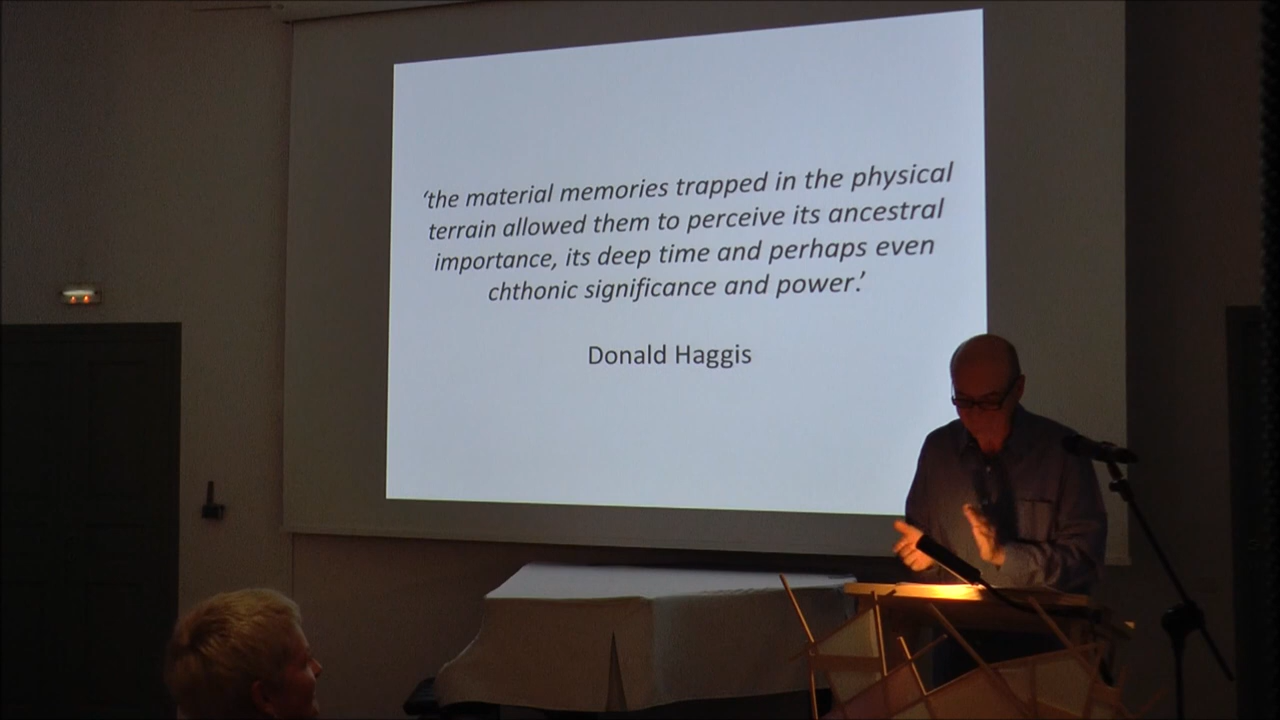 ‘the material memories trapped in the physical
terrain allowed them to perceive its ancestral
importance, its deep time and perhaps even
chthonic significance and power.’
Donald Haggis